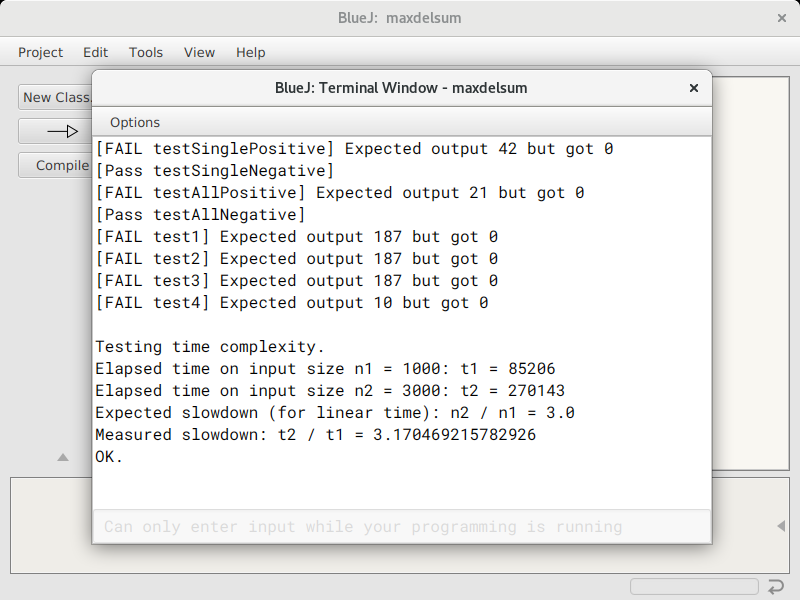 BlueJ: maxdelsum
Project Edit Tools View Help
New Class.
Compile
BlueJ: Terminal Window - maxdelsum
Options
[FAIL testSinglePositive] Expected output 42 but got 0
[Pass testSingleNegative]
[FAIL testAllPositive] Expected output 21 but got 0
[Pass testAllNegative]
[FAIL test1] Expected output 187 but got 0
[FAIL test2] Expected output 187 but got 0
[FAIL test3] Expected output 187 but got 0
[FAIL test4] Expected output 10 but got 0
Testing time complexity.
Elapsed time on input size n1 = 1000: t1 = 85206
Elapsed time on input size n2 = 3000: t2 = 270143
Expected slowdown (for linear time): n2 / n1 = 3.0
Measured slowdown: t2 / t1 = 3.170469215782926
OK.
Can only enter input while your programming is running